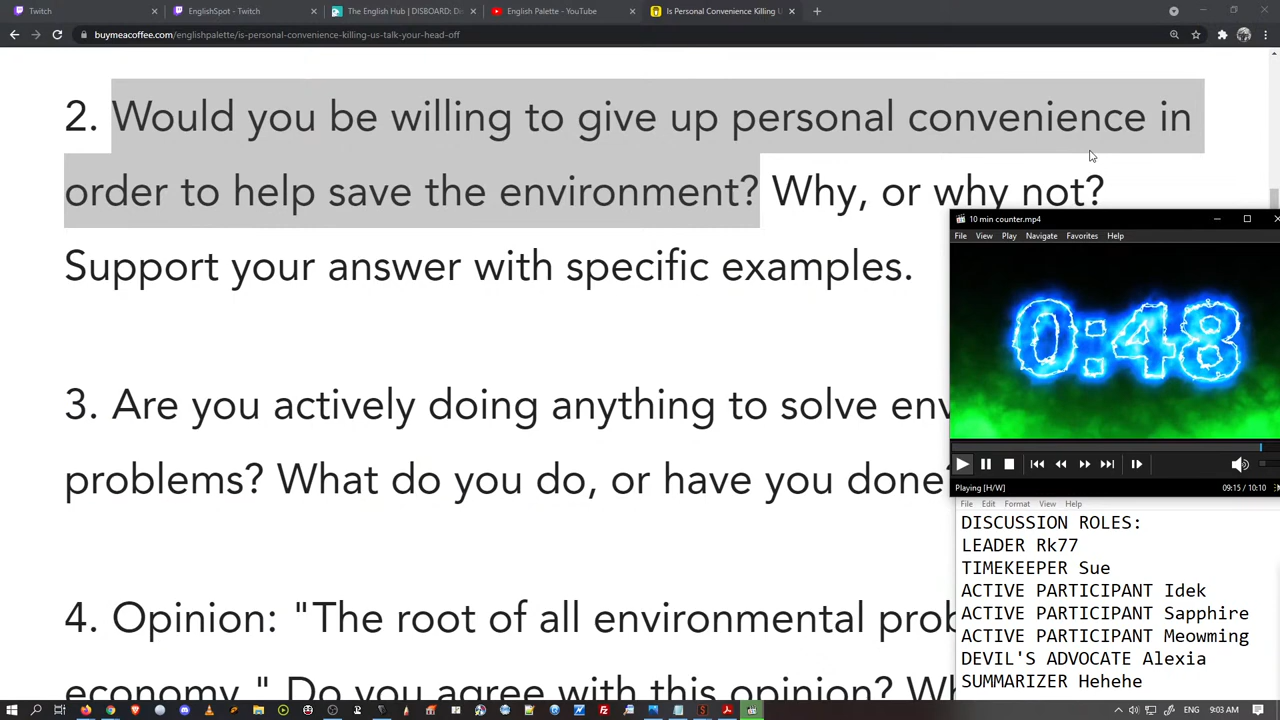 Twitch
EnglishSpot - Twitch
The English Hub | DISBOARD: Di
English Palette - YouTube
Is Personal Convenience Killing U
buymeacoffee.com/englishpalette/is-personal-convenience-killing-us-talk-your-head-off
2. Would you be willing to give up personal convenience in
order to help save the environment? Why, or why not?
Support your answer with specific examples.
3. Are you actively doing anything to solve env
problems? What do you do, or have you done?
4. Opinion: "The root of all environmental prob
economy." Do you agree with this opinion? Wh
10 min counter.mp4
File View Play Navigate Favorites Help
0:48
Playing [H/W]
09:15 / 10:10
File Edit Format View Help
DISCUSSION ROLES:
LEADER Rk77
TIMEKEEPER Sue
ACTIVE PARTICIPANT Idek
ACTIVE PARTICIPANT Sapphire
ACTIVE PARTICIPANT Meowming
DEVIL'S ADVOCATE Alexia
SUMMARIZER Hehehe
ENG
9:03 AM